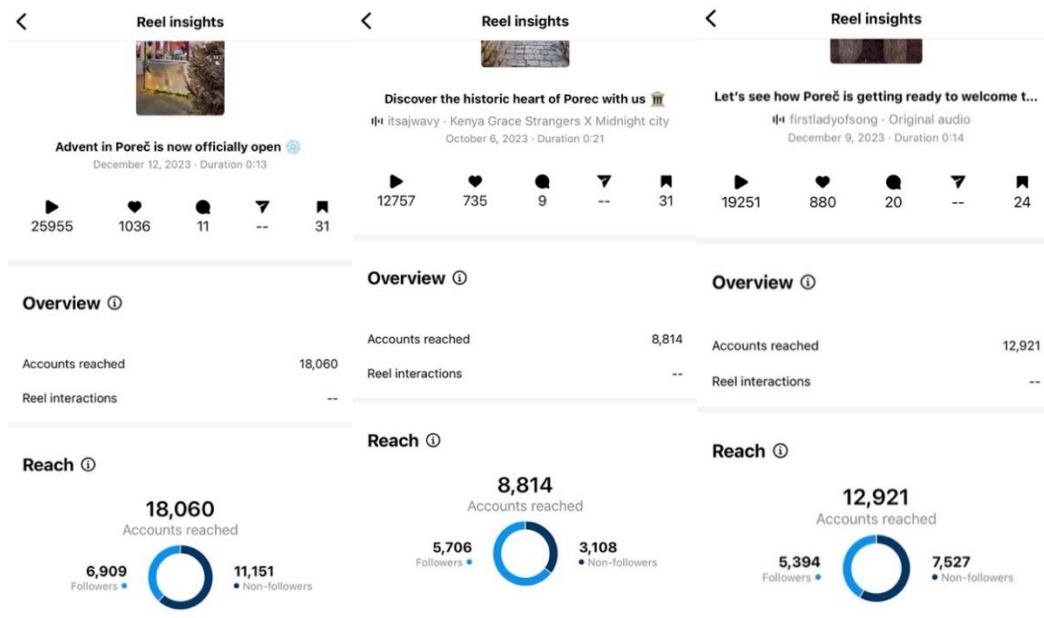 Reel insights
Advent in Poreč is now officially open
December 12, 2023 · Duration 0:13
25955 1036 11 -- 31
Overview
Accounts reached 18,060
Reel interactions --
Reach
18,060
Accounts reached
6,909 11,151
Followers Non-followers
Reel insights
Discover the historic heart of Porec with us
itsajwavy · Kenya Grace Strangers X Midnight city
October 6, 2023 · Duration 0:21
12757 735 9 -- 31
Overview
Accounts reached 8,814
Reel interactions --
Reach
8,814
Accounts reached
5,706 3,108
Followers Non-followers
Reel insights
Let's see how Poreč is getting ready to welcome t...
firstladyofsong · Original audio
December 9, 2023 · Duration 0:14
19251 880 20 -- 24
Overview
Accounts reached 12,921
Reel interactions --
Reach
12,921
Accounts reached
5,394 7,527
Followers Non-followers